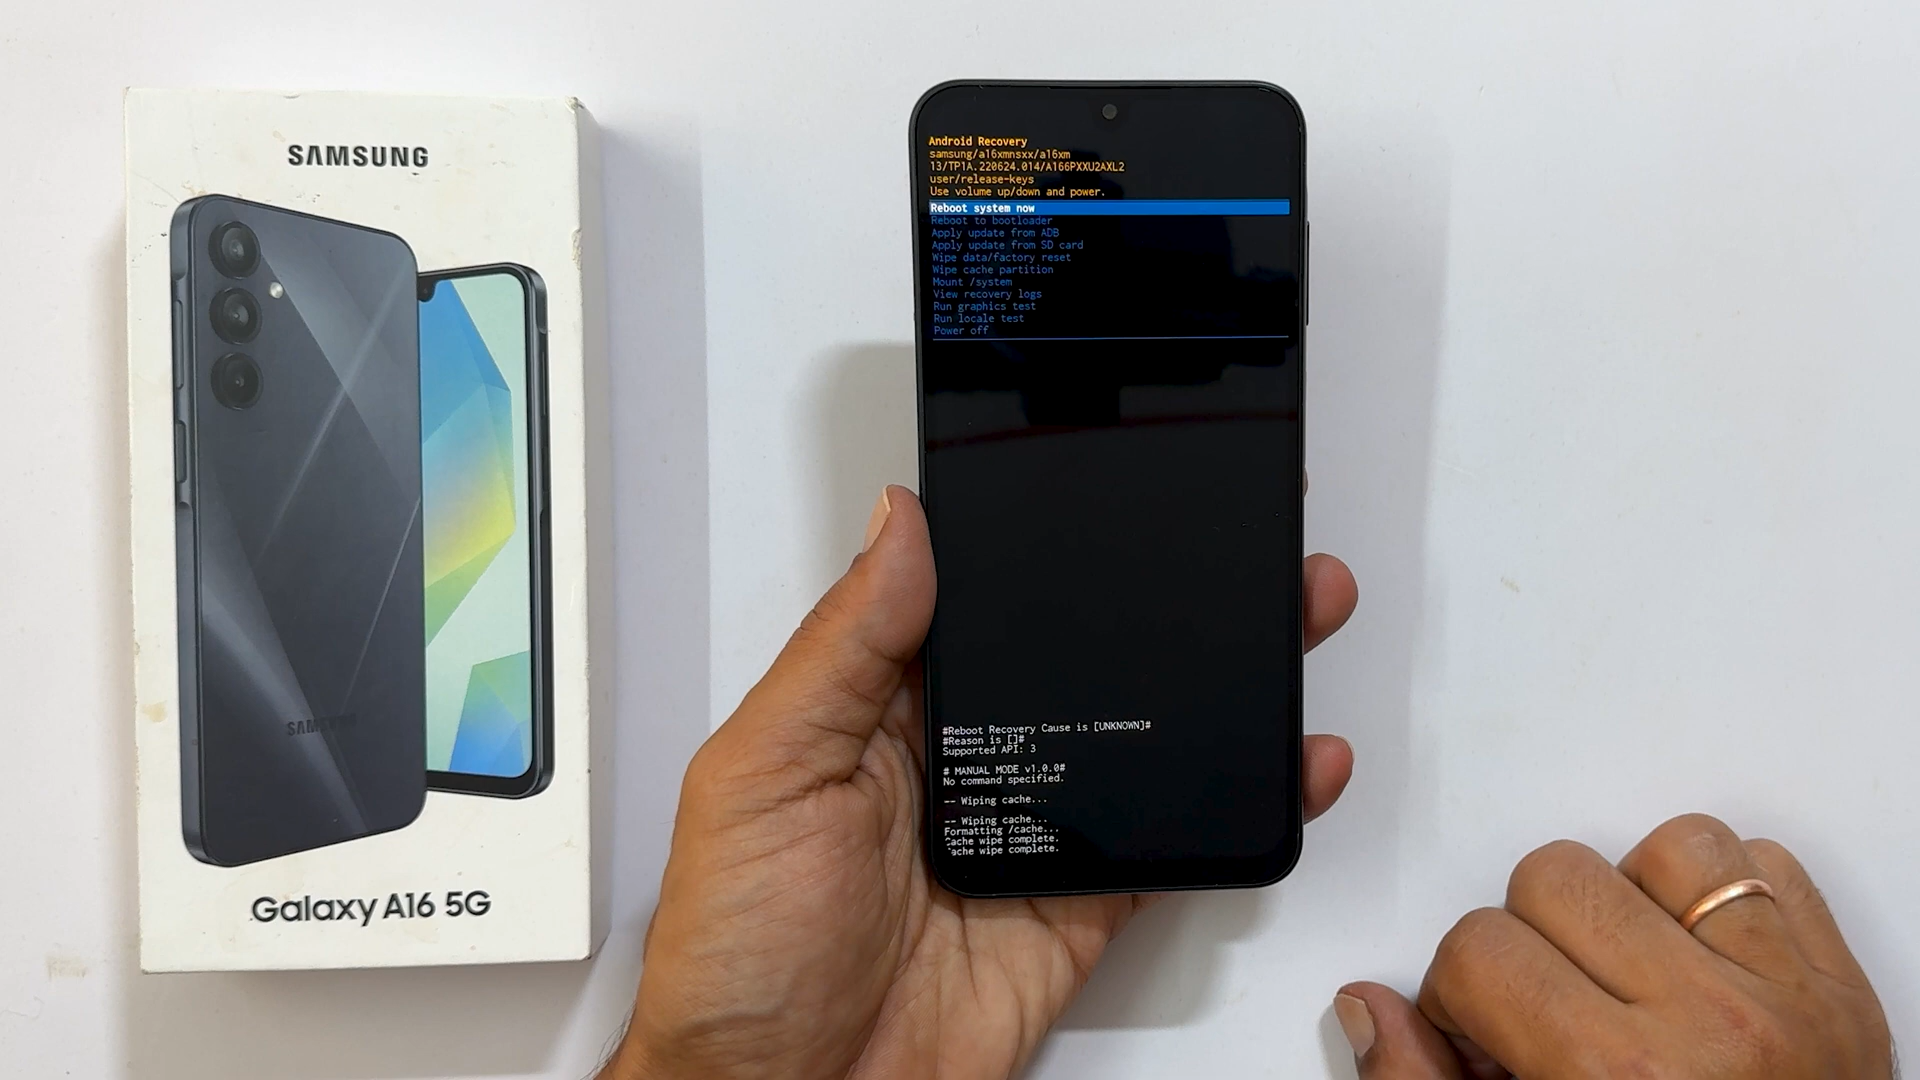 SAMSUNG
SAMSUNG
Galaxy A16 5G
Android Recovery
samsung/a16xmnsxx/a16xm
13/TP1A.220624.014/A166PXXU2AXL2
user/release-keys
Use volume up/down and power.
Reboot system now
Reboot to bootloader
Apply update from ADB
Apply update from SD card
Wipe data/factory reset
Wipe cache partition
Mount /system
View recovery logs
Run graphics test
Run locale test
Power off
#Reboot Recovery Cause is [UNKNOWN]#
#Reason is []#
Supported API: 3
# MANUAL MODE v1.0.0#
No command specified.
-- Wiping cache...
-- Wiping cache...
Formatting /cache...
Cache wipe complete.
Cache wipe complete.